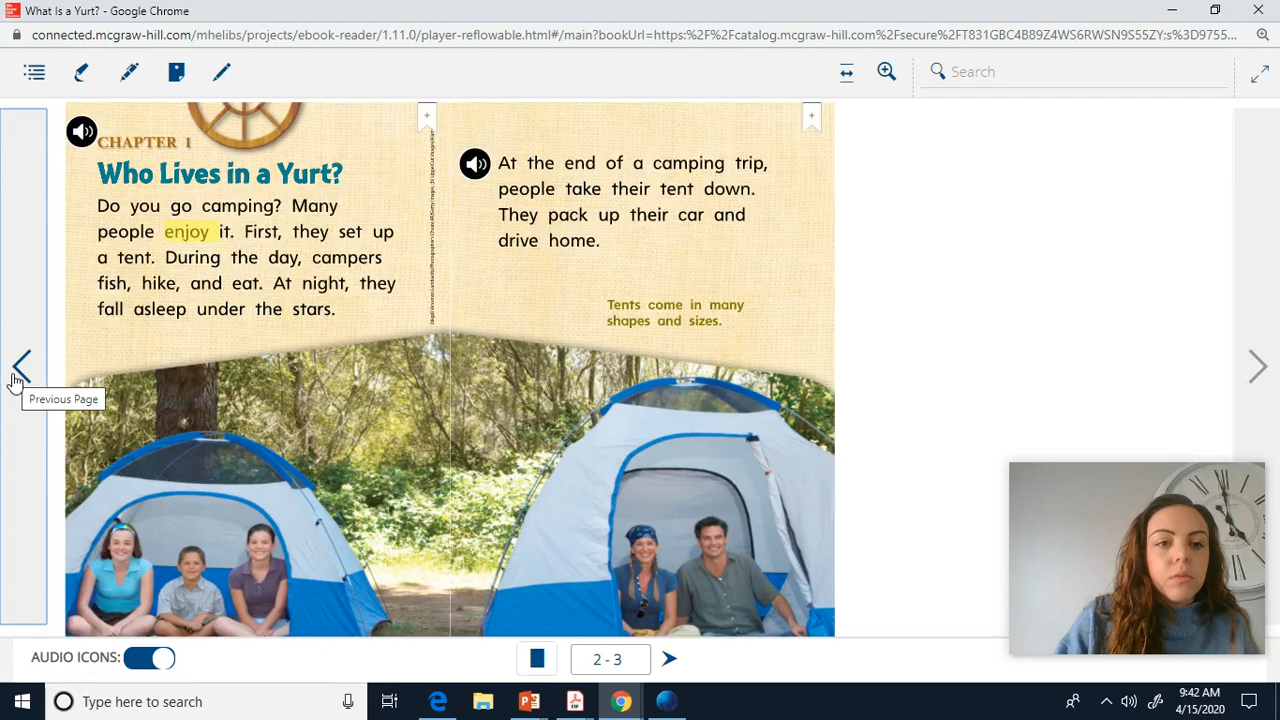 What Is a Yurt? - Google Chrome
connected.mcgraw-hill.com/mhelibs/projects/ebook-reader/1.11.0/player-reflowable.html#/main?bookUrl=https:%2F%2Fcatalog.mcgraw-hill.com%2Fsecure%2FT831GBC4B89Z4WS6RWSN9S55ZY;s%3D9755...
Search
CHAPTER 1
Who Lives in a Yurt?
Do you go camping? Many
people enjoy it. First, they set up
a tent. During the day, campers
fish, hike, and eat. At night, they
fall asleep under the stars.
At the end of a camping trip,
people take their tent down.
They pack up their car and
drive home.
Tents come in many
shapes and sizes.
Previous Page
AUDIO ICONS:
2 - 3
Type here to search
9:42 AM
4/15/2020